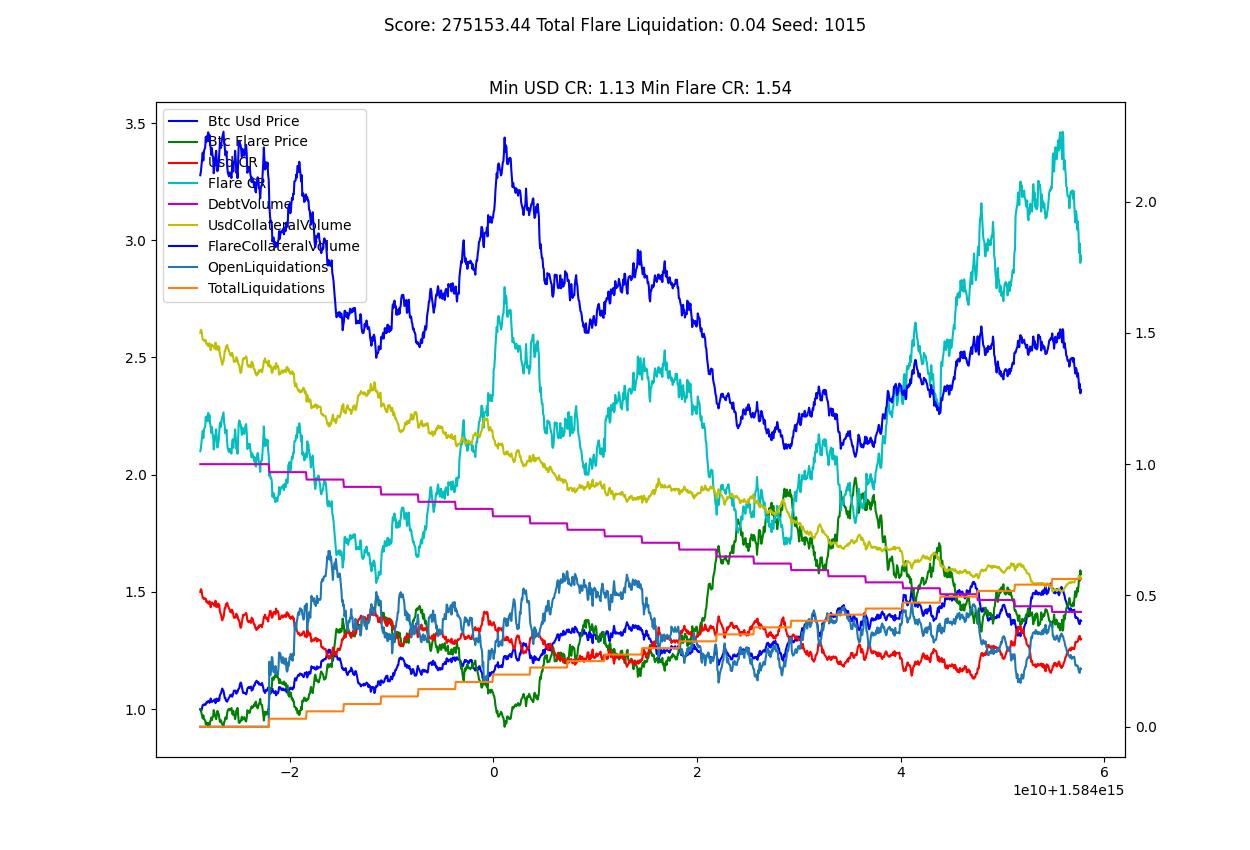 Score: 275153.44 Total Flare Liquidation: 0.04 Seed: 1015
Min USD CR: 1.13 Min Flare CR: 1.54
Btc Usd Price
Btc Flare Price
Usd CR
Flare CR
DebtVolume
UsdCollateralVolume
FlareCollateralVolume
OpenLiquidations
TotalLiquidations
3.5
3.0
2.5
2.0
1.5
1.0
2.0
1.5
1.0
0.5
0.0
−2
0
2
4
6
1e10+1.584e15